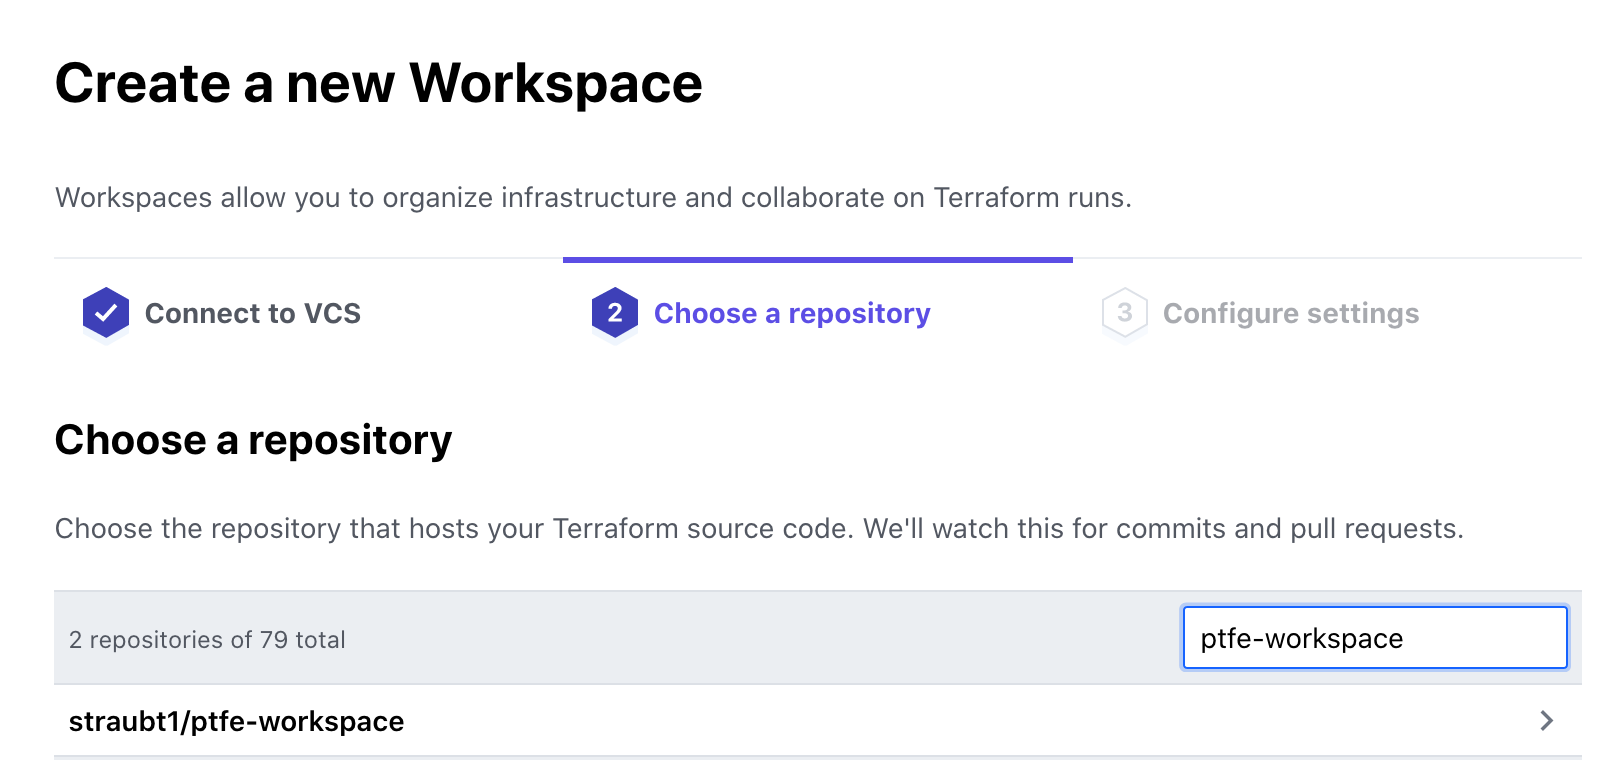 Create a new Workspace
Workspaces allow you to organize infrastructure and collaborate on Terraform runs.
Connect to VCS
2 Choose a repository
3 Configure settings
Choose a repository
Choose the repository that hosts your Terraform source code. We'll watch this for commits and pull requests.
2 repositories of 79 total
ptfe-workspace
straubt1/ptfe-workspace